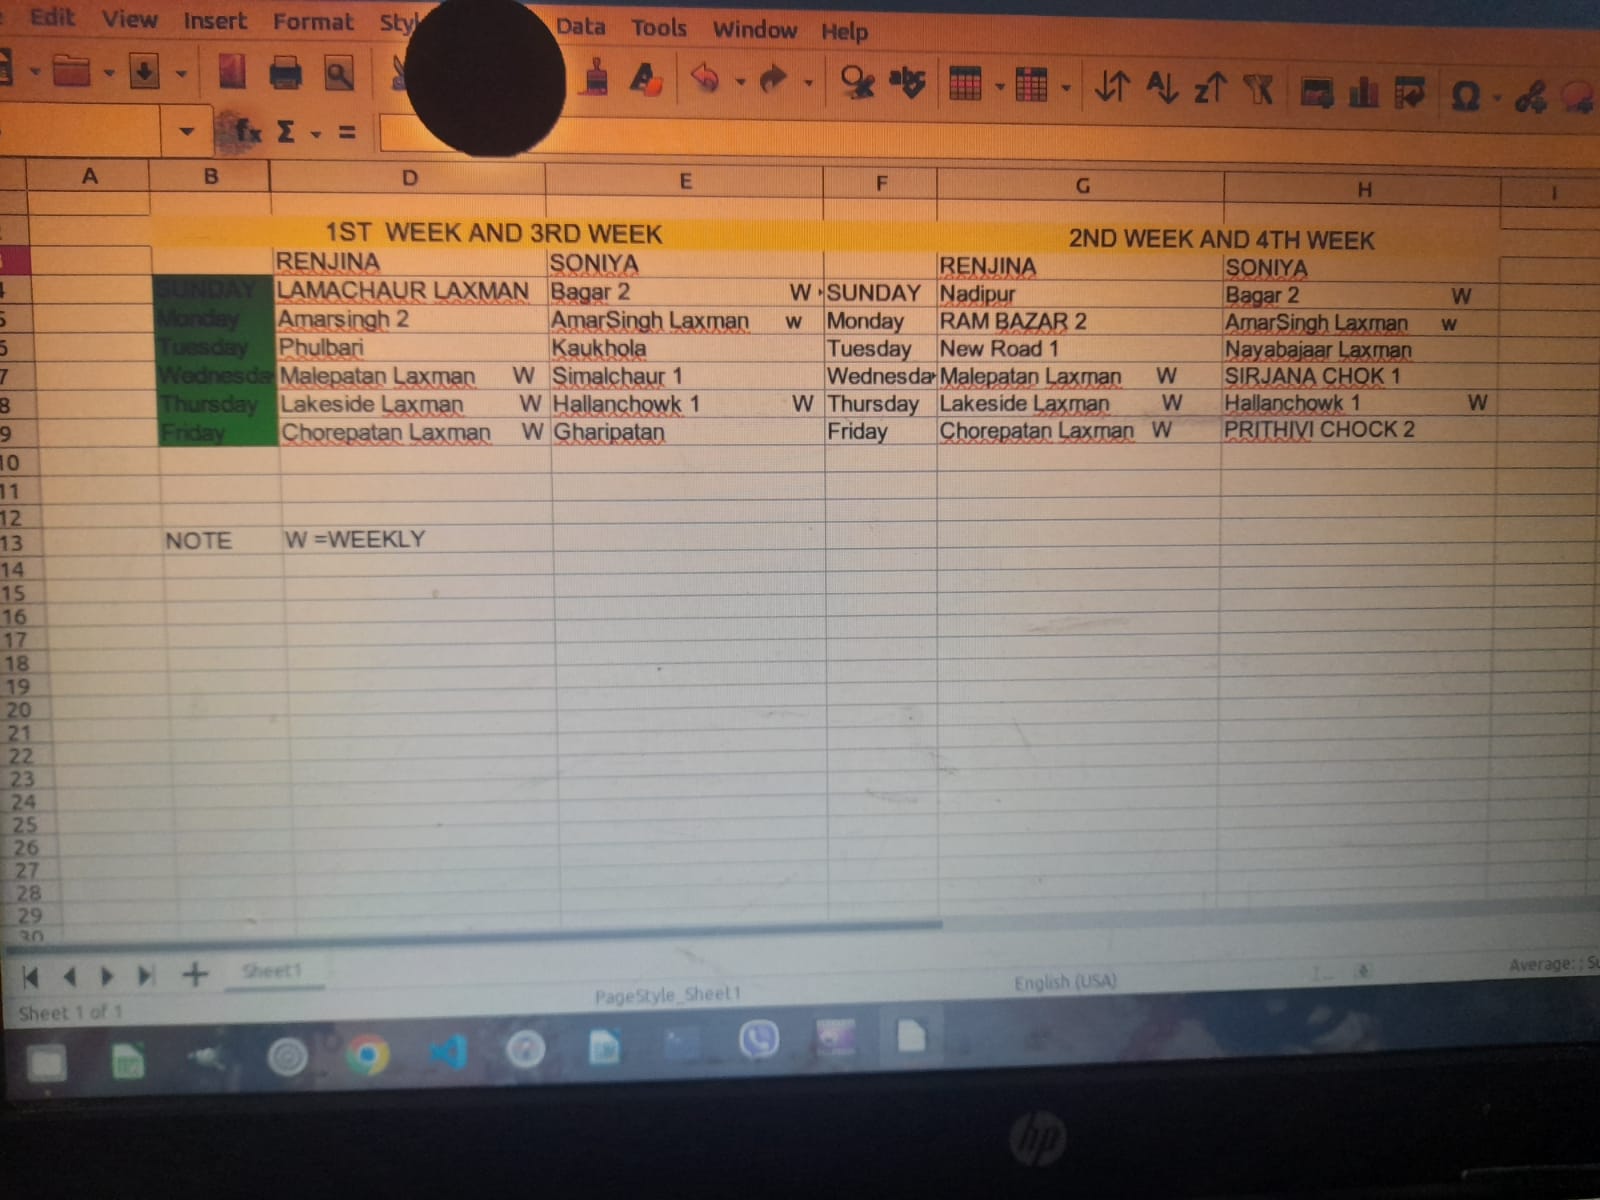 Edit View Insert Format Data Tools Window Help
fx Σ =
A B D E F G H I
1ST WEEK AND 3RD WEEK 2ND WEEK AND 4TH WEEK
RENJINA SONIYA RENJINA SONIYA
4 SUNDAY LAMACHAUR LAXMAN Bagar 2 W SUNDAY Nadipur Bagar 2 W
5 Monday Amarsingh 2 AmarSingh Laxman w Monday RAM BAZAR 2 AmarSingh Laxman w
6 Tuesday Phulbari Kaukhola Tuesday New Road 1 Nayabajaar Laxman
7 Wednesda Malepatan Laxman W Simalchaur 1 Wednesda Malepatan Laxman W SIRJANA CHOK 1
8 Thursday Lakeside Laxman W Hallanchowk 1 W Thursday Lakeside Laxman W Hallanchowk 1 W
9 Friday Chorepatan Laxman W Gharipatan Friday Chorepatan Laxman W PRITHIVI CHOCK 2
10
11
12
13 NOTE W =WEEKLY
14
15
16
17
18
19
20
21
22
23
24
25
26
27
28
29
30
Sheet1
Sheet 1 of 1 PageStyle_Sheet1 English (USA) Average: ;
hp